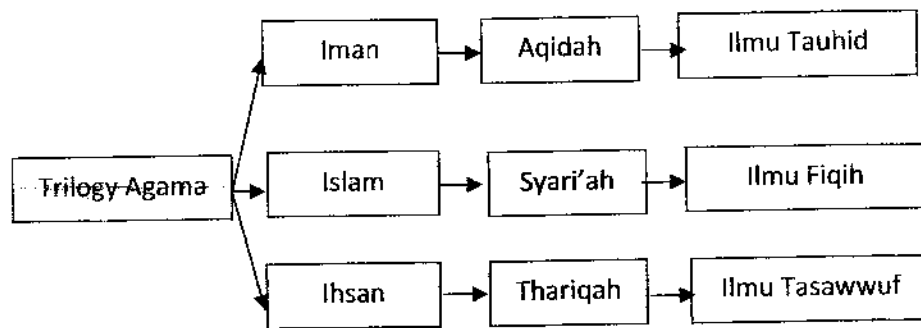 Iman
Aqidah
Ilmu Tauhid
Trilogy Agama
Islam
Syari'ah
Ilmu Fiqih
Ihsan
Thariqah
Ilmu Tasawwuf